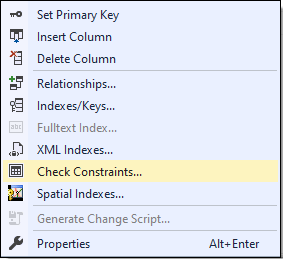 Set Primary Key
Insert Column
Delete Column
Relationships...
Indexes/Keys...
abc Fulltext Index...
XML Indexes...
Check Constraints...
Spatial Indexes...
Generate Change Script...
Properties Alt+Enter